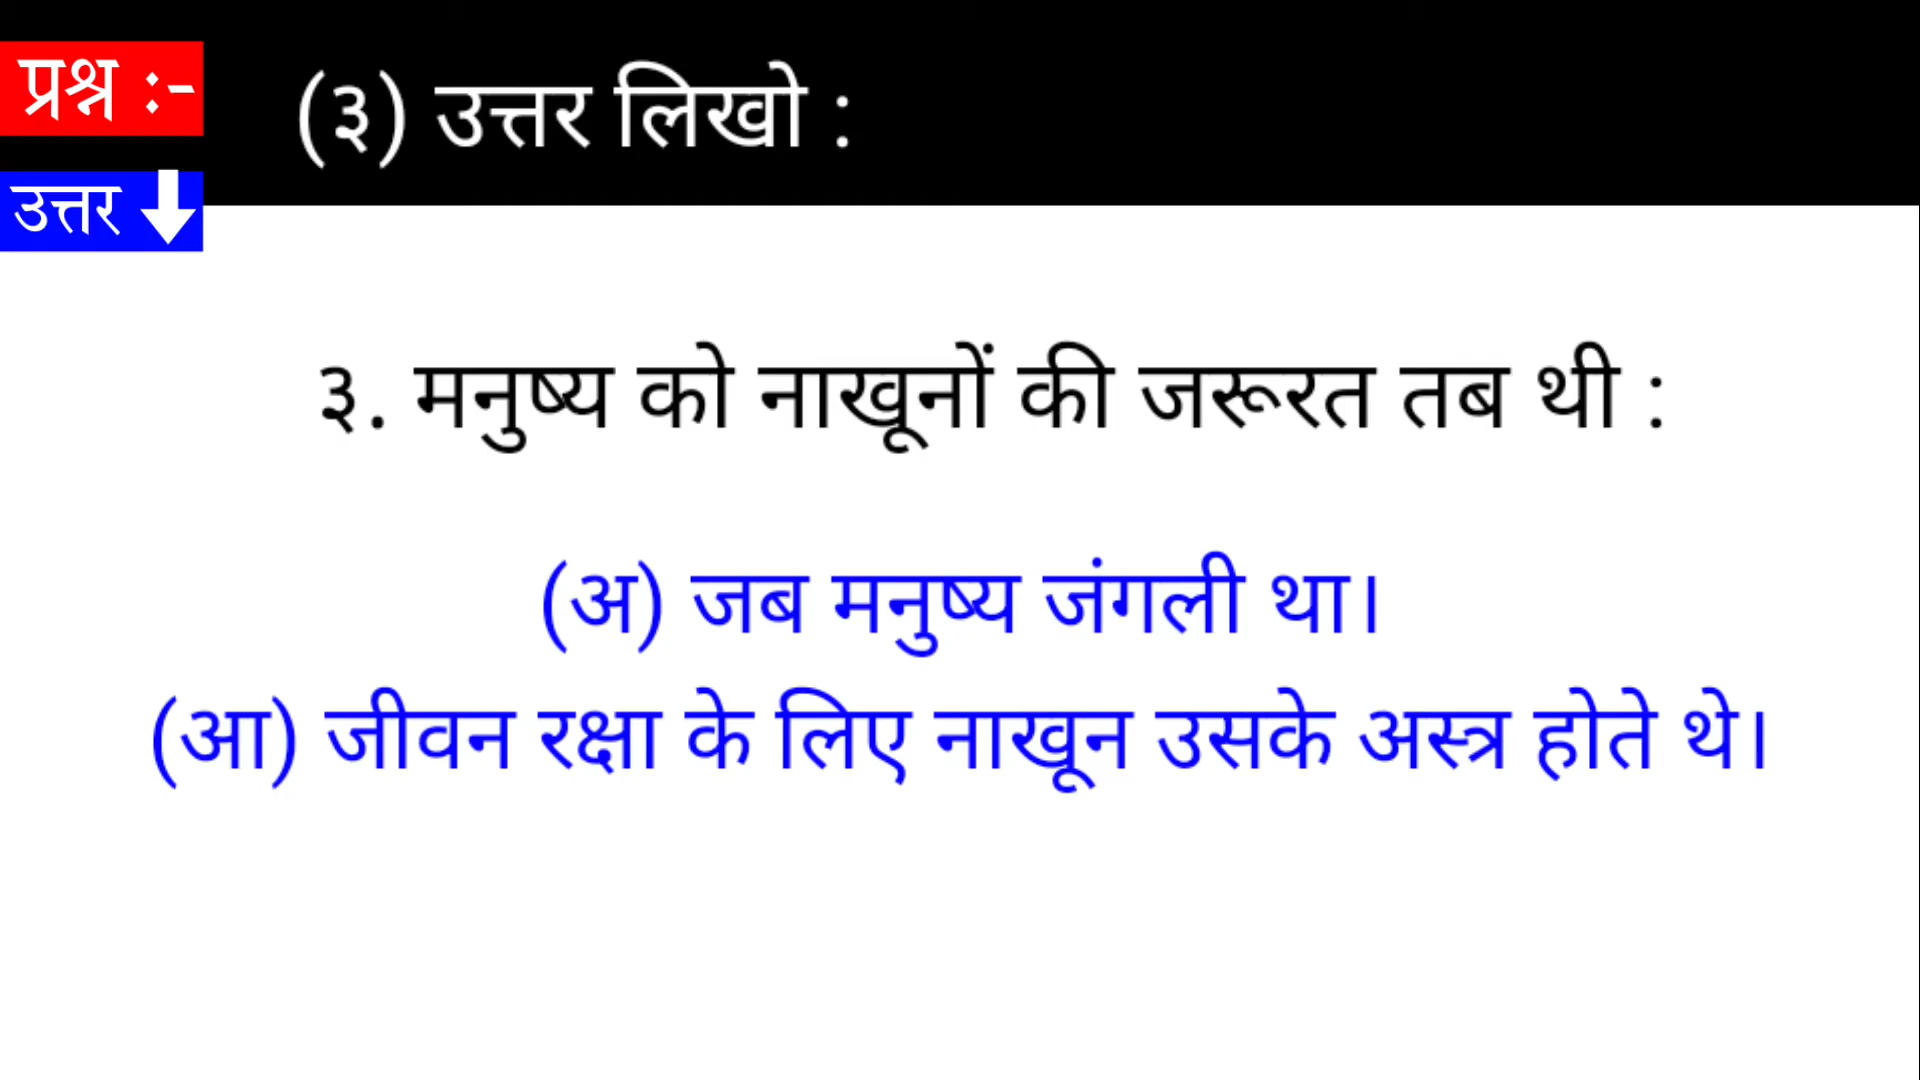 प्रश्न :-
(३) उत्तर लिखो :
उत्तर
३. मनुष्य को नाखूनों की जरूरत तब थी :
(अ) जब मनुष्य जंगली था।
(आ) जीवन रक्षा के लिए नाखून उसके अस्त्र होते थे।